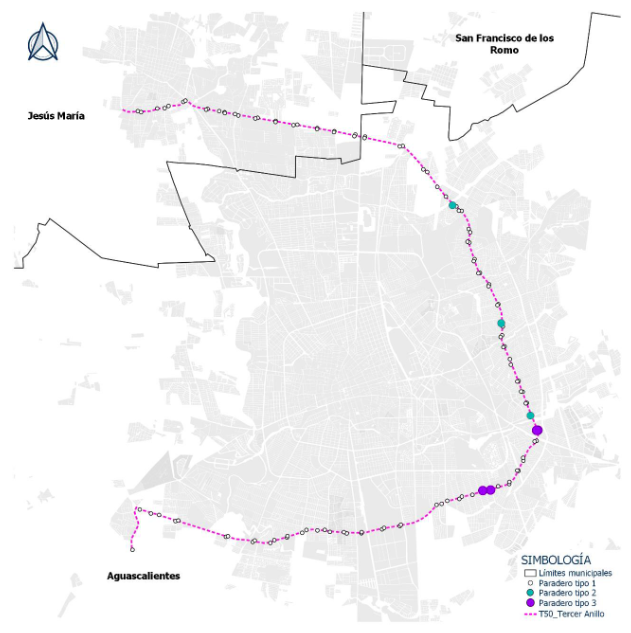 San Francisco de los
Romo
Jesús María
Aguascalientes
SIMBOLOGÍA
Límites municipales
Paradero tipo 1
Paradero tipo 2
Paradero tipo 3
T50_Tercer Anillo